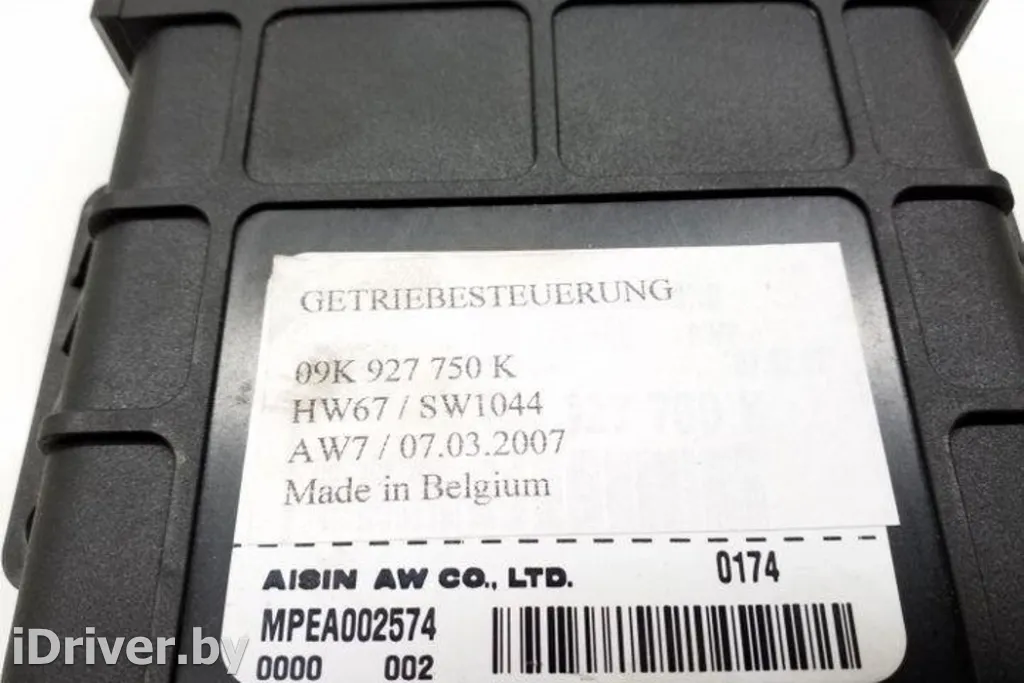 GETRIEBESTEUERUNG
09K 927 750 K
HW67 / SW1044
AW7 / 07.03.2007
Made in Belgium
AISIN AW CO., LTD. 0174
MPEA002574
0000 002
iDriver.by